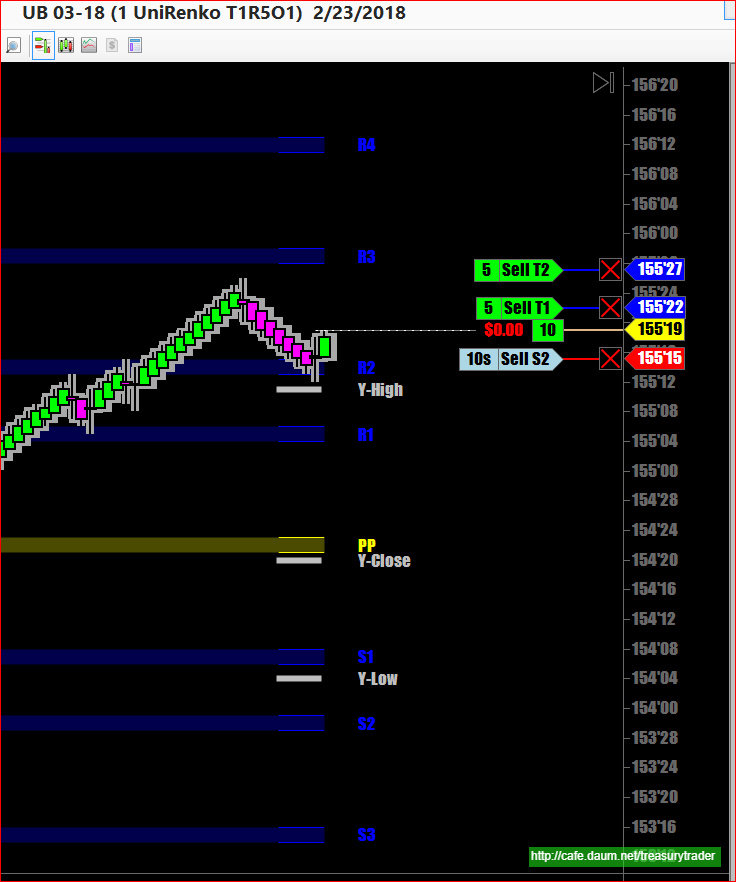 UB 03-18 (1 UniRenko T1R5O1)  2/23/2018
156'20
156'16
R4
156'12
156'08
156'04
156'00
R3
5 Sell T2
155'27
155'24
5 Sell T1
155'22
$0.00 10
155'19
10s Sell S2
155'15
R2
155'12
Y-High
155'08
R1
155'04
155'00
154'28
154'24
PP
Y-Close
154'20
154'16
154'12
154'08
S1
Y-Low
154'04
154'00
S2
153'28
153'24
153'20
153'16
S3
http://cafe.daum.net/treasurytrader